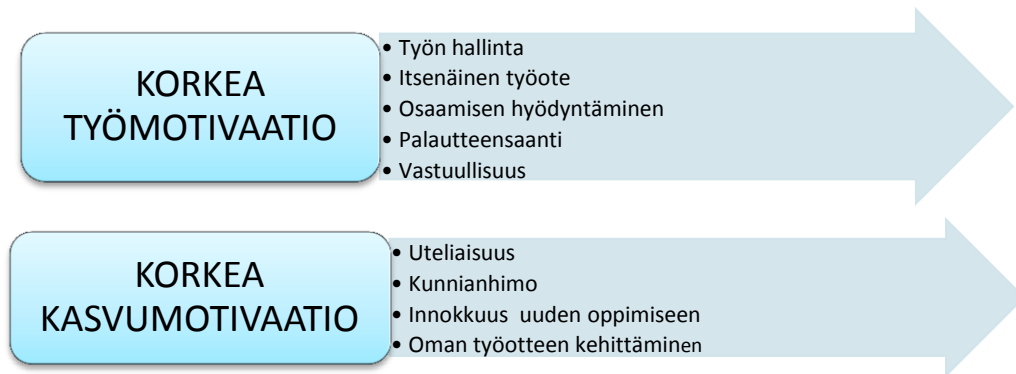 KORKEA
TYÖMOTIVAATIO
• Työn hallinta
• Itsenäinen työote
• Osaamisen hyödyntäminen
• Palautteensaanti
• Vastuullisuus
KORKEA
KASVUMOTIVAATIO
• Uteliaisuus
• Kunnianhimo
• Innokkuus  uuden oppimiseen
• Oman työotteen kehittäminen